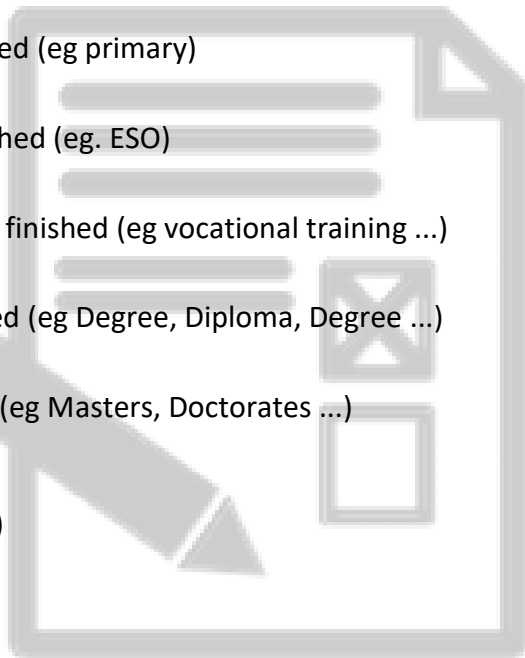 ed (eg primary)
hed (eg. ESO)
finished (eg vocational training ...)
ed (eg Degree, Diploma, Degree ...)
(eg Masters, Doctorates ...)
)